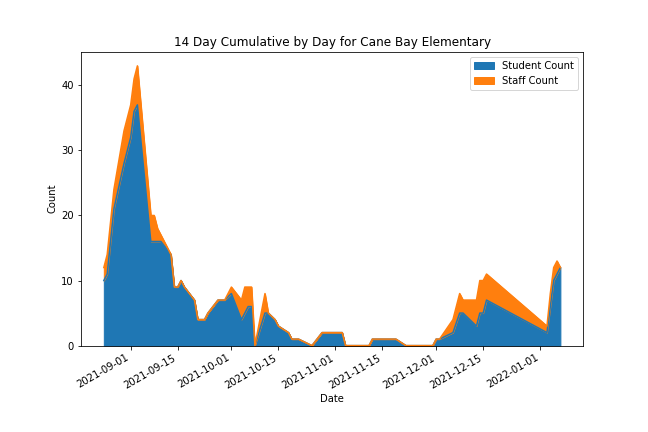 14 Day Cumulative by Day for Cane Bay Elementary
Student Count
Staff Count
Count
40
30
20
10
0
2021-09-01
2021-09-15
2021-10-01
2021-10-15
2021-11-01
2021-11-15
2021-12-01
2021-12-15
2022-01-01
Date